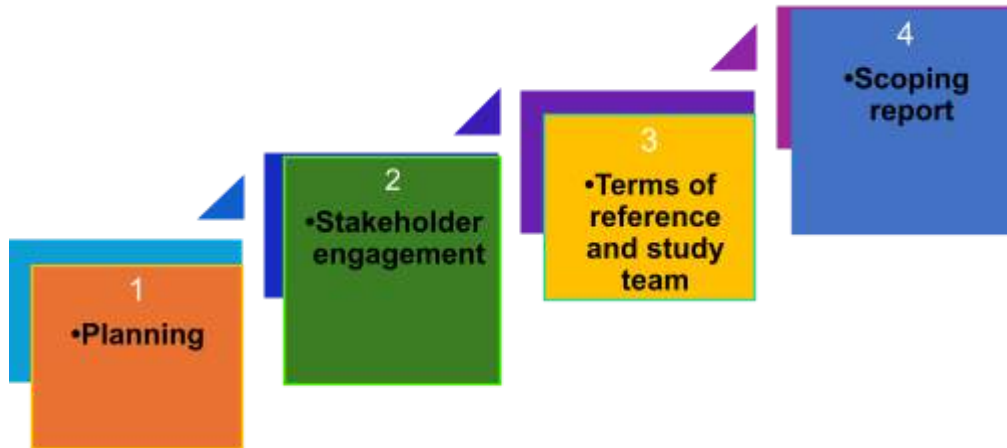 1
•Planning
2
•Stakeholder
engagement
3
•Terms of
reference
and study
team
4
•Scoping
report